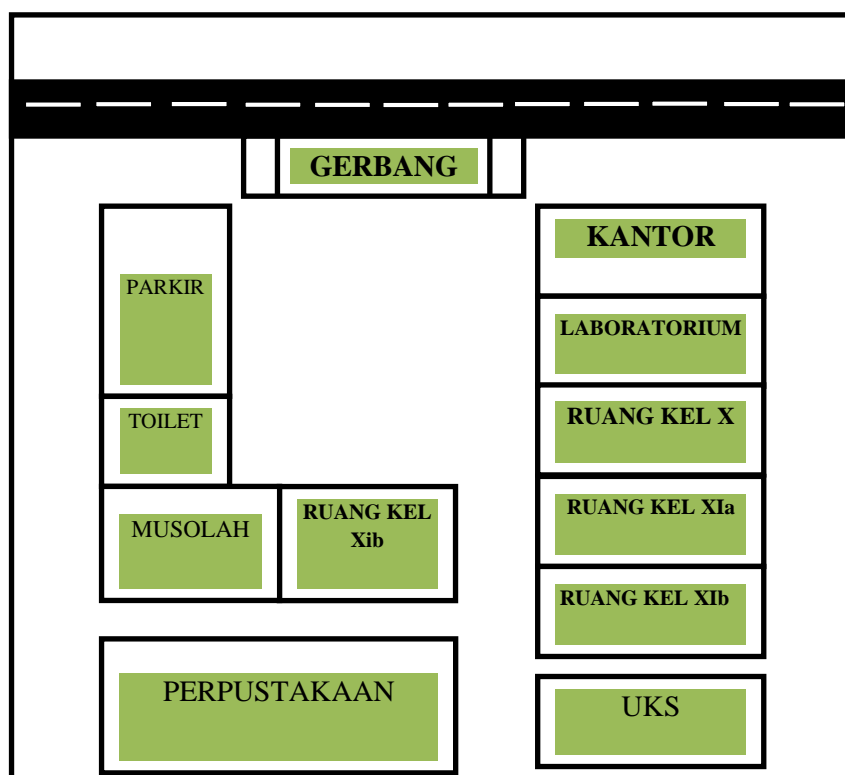 GERBANG
KANTOR
PARKIR
LABORATORIUM
TOILET
RUANG KEL X
MUSOLAH
RUANG KEL
Xib
RUANG KEL XIa
RUANG KEL XIb
PERPUSTAKAAN
UKS